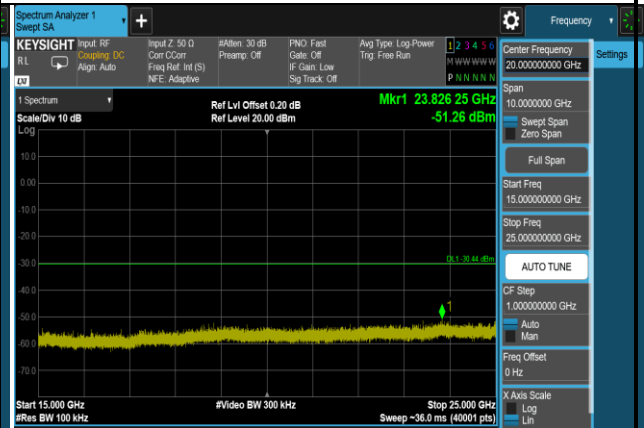 Spectrum Analyzer 1
Swept SA
Frequency
KEYSIGHT
RL
LXI
Input: RF
Coupling: DC
Align: Auto
Input Z: 50 Ω
Corr CCorr
Freq Ref: Int (S)
NFE: Adaptive
#Atten: 30 dB
Preamp: Off
PNO: Fast
Gate: Off
IF Gain: Low
Sig Track: Off
Avg Type: Log-Power
Trig: Free Run
1 2 3 4 5 6
M W W W W W
P N N N N N
1 Spectrum
Scale/Div 10 dB
Log
Ref Lvl Offset 0.20 dB
Ref Level 20.00 dBm
Mkr1 23.826 25 GHz
-51.26 dBm
10.0
0.00
-10.0
-20.0
-30.0
-40.0
-50.0
-60.0
-70.0
DL1 -30.44 dBm
1
Start 15.000 GHz
#Res BW 100 kHz
#Video BW 300 kHz
Stop 25.000 GHz
Sweep ~36.0 ms (40001 pts)
Center Frequency
20.000000000 GHz
Span
10.0000000 GHz
Swept Span
Zero Span
Full Span
Start Freq
15.000000000 GHz
Stop Freq
25.000000000 GHz
AUTO TUNE
CF Step
1.000000000 GHz
Auto
Man
Freq Offset
0 Hz
X Axis Scale
Log
Lin
Settings